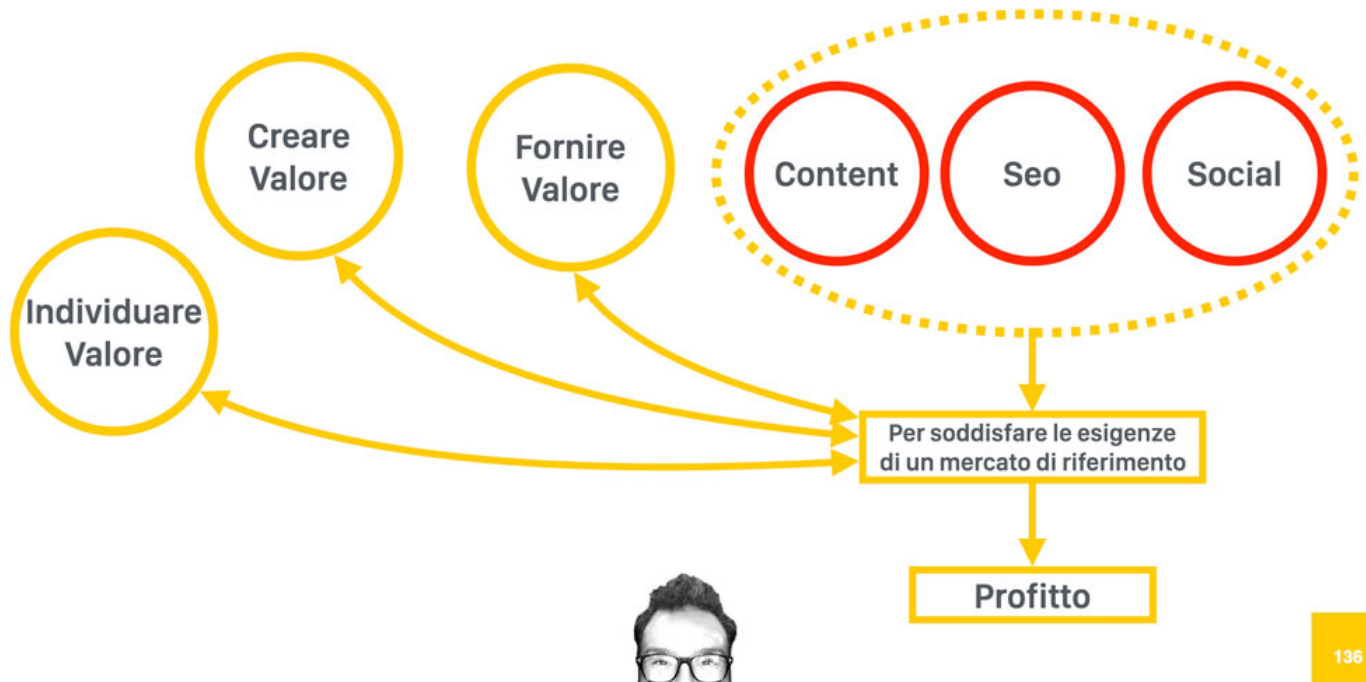 Individuare
Valore
Creare
Valore
Fornire
Valore
Content
Seo
Social
Per soddisfare le esigenze
di un mercato di riferimento
Profitto
136